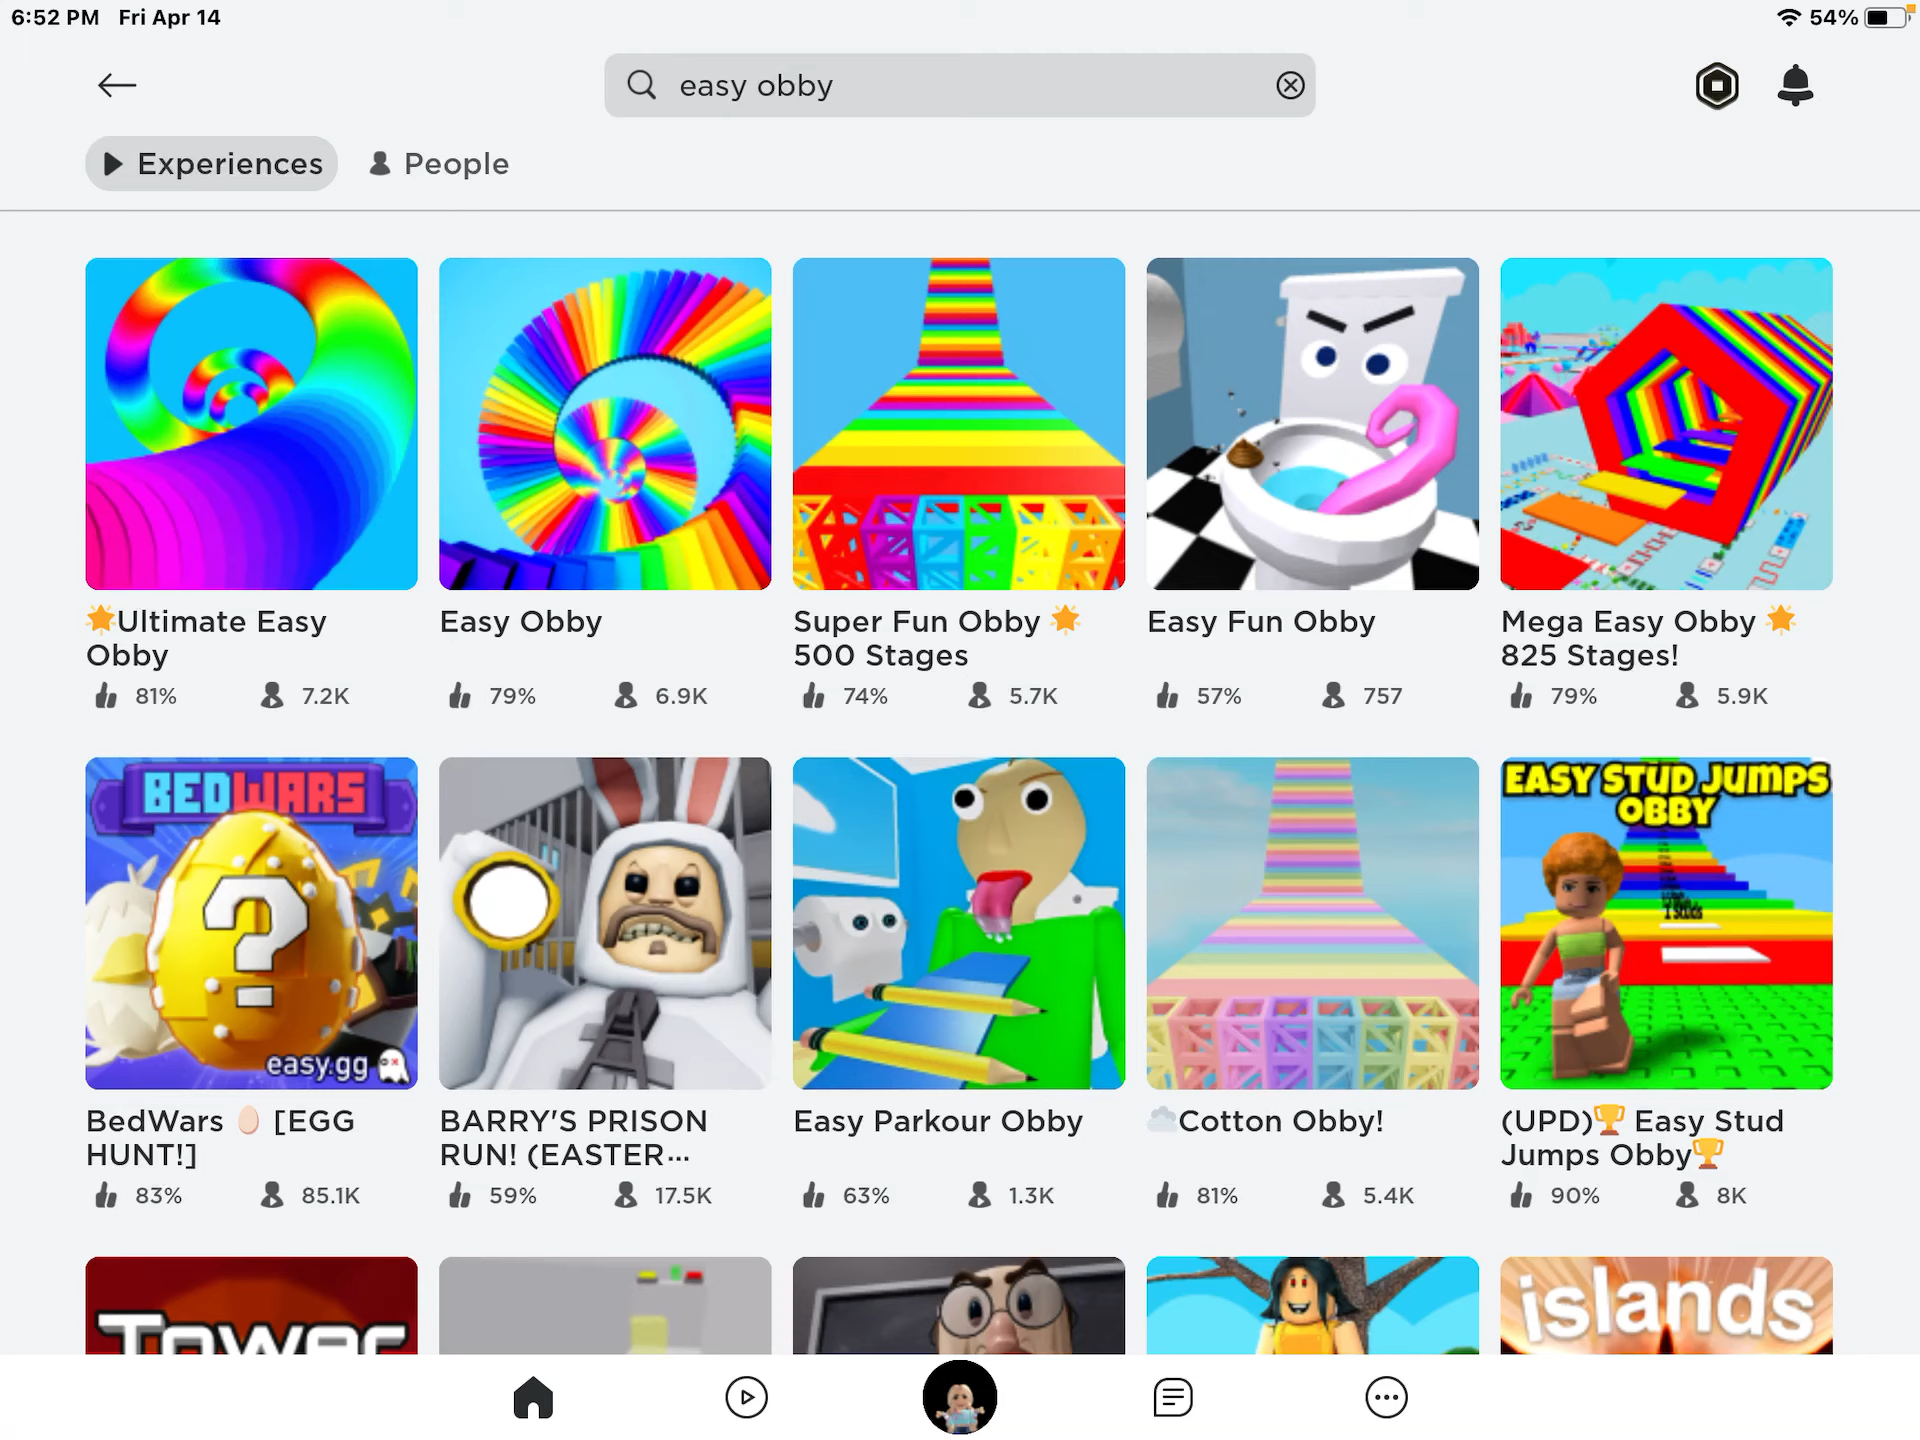 6:52 PM Fri Apr 14
54%
easy obby
Experiences
People
🌟Ultimate Easy
Obby
81% 7.2K
Easy Obby
79% 6.9K
Super Fun Obby 🌟
500 Stages
74% 5.7K
Easy Fun Obby
57% 757
Mega Easy Obby 🌟
825 Stages!
79% 5.9K
BEDWARS
?
easy.gg
BedWars 🥚 [EGG
HUNT!]
83% 85.1K
BARRY'S PRISON
RUN! (EASTER...
59% 17.5K
Easy Parkour Obby
63% 1.3K
☁️Cotton Obby!
81% 5.4K
EASY STUD JUMPS
OBBY
(UPD)🏆 Easy Stud
Jumps Obby🏆
90% 8K
Tower
islands